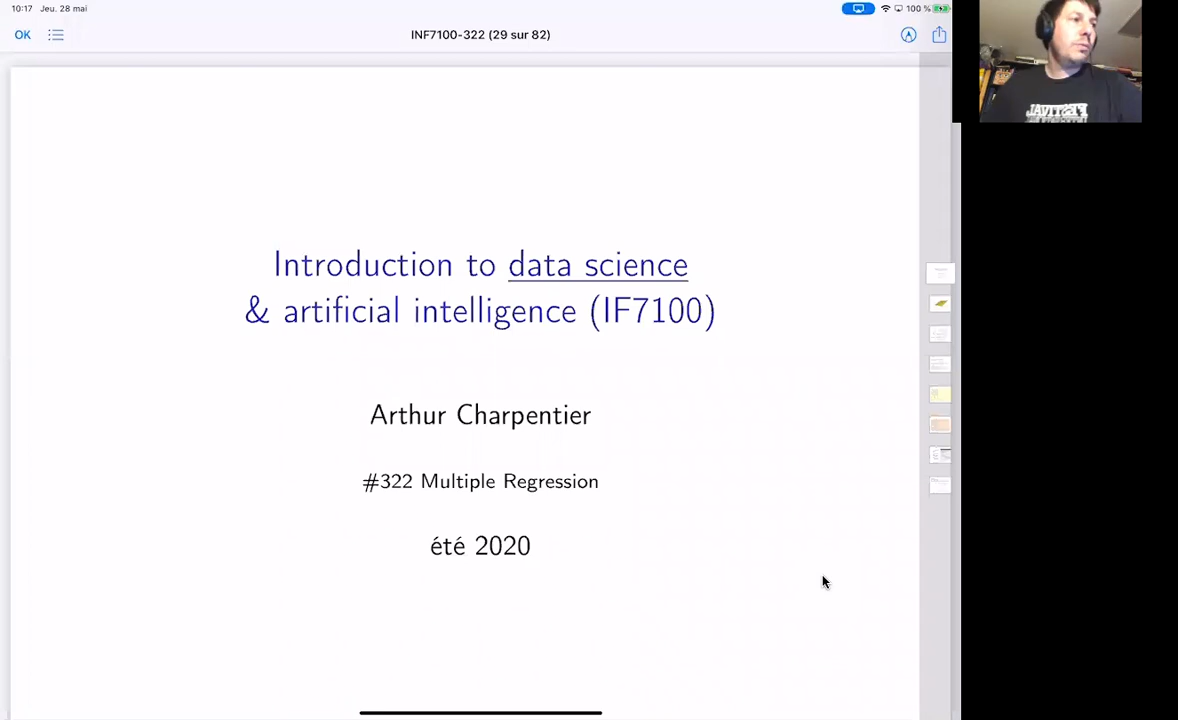 10:17 Jeu. 28 mai
100 %
OK
INF7100-322 (29 sur 82)
Introduction to data science
& artificial intelligence (IF7100)
Arthur Charpentier
#322 Multiple Regression
été 2020
FESTIVAL